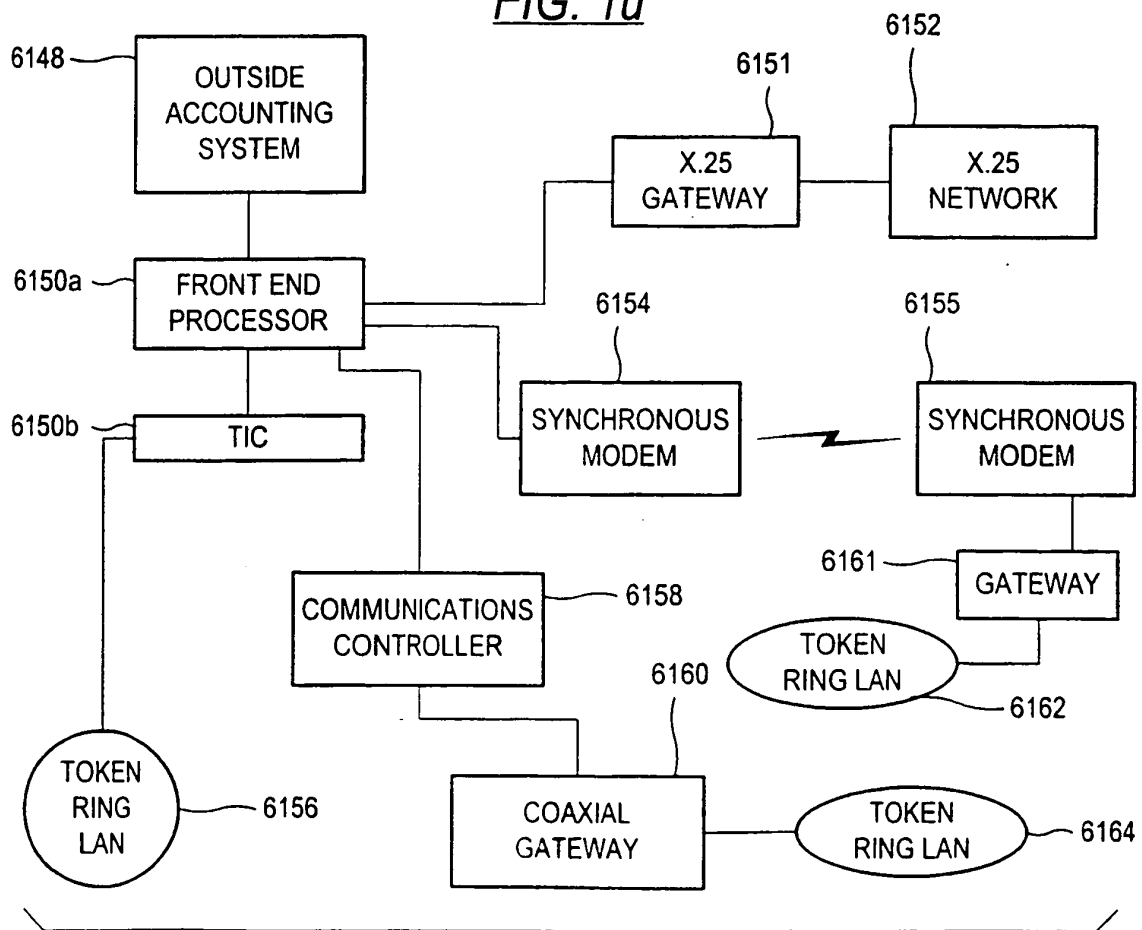 FIG. 1u
6148
OUTSIDE
ACCOUNTING
SYSTEM
6151
6152
X.25
GATEWAY
X.25
NETWORK
6150a
FRONT END
PROCESSOR
6154
6155
6150b
TIC
SYNCHRONOUS
MODEM
SYNCHRONOUS
MODEM
6161
GATEWAY
COMMUNICATIONS
CONTROLLER
6158
TOKEN
RING LAN
6162
6160
TOKEN
RING
LAN
6156
COAXIAL
GATEWAY
TOKEN
RING LAN
6164